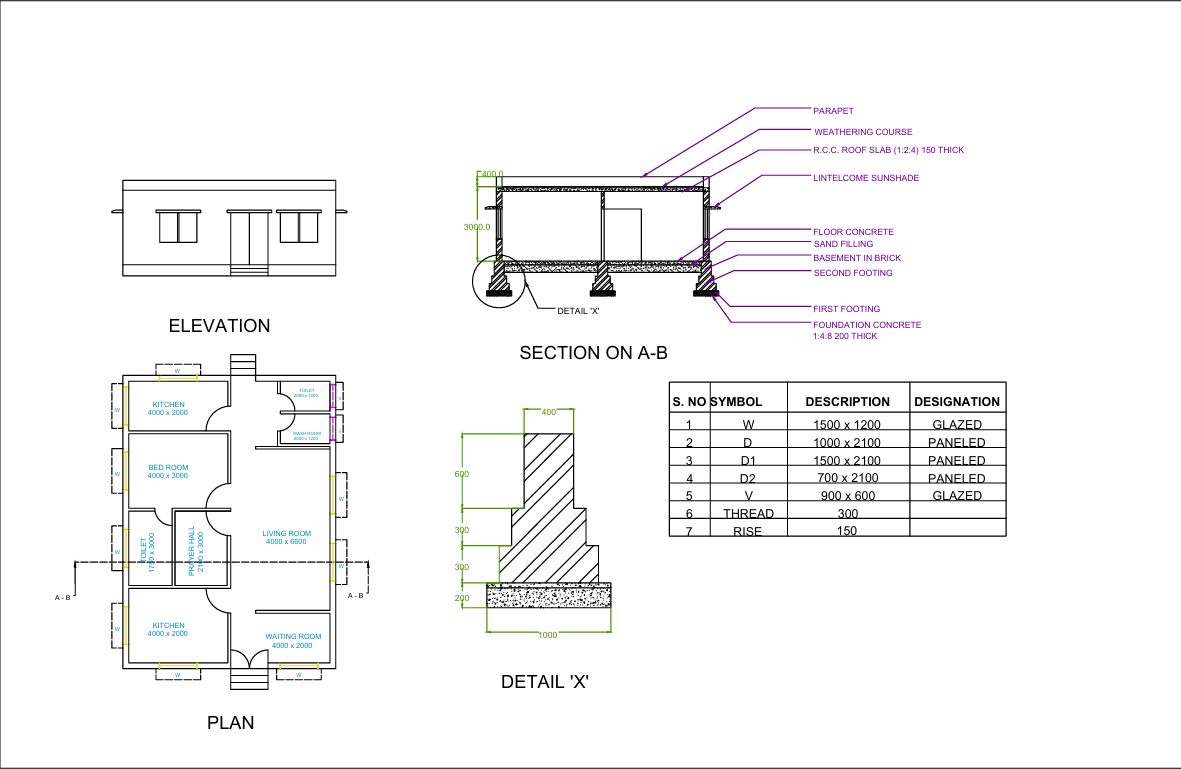 PARAPET
WEATHERING COURSE
R.C.C. ROOF SLAB (1:2:4) 150 THICK
LINTELCOME SUNSHADE
400.0
3000.0
FLOOR CONCRETE
SAND FILLING
BASEMENT IN BRICK
SECOND FOOTING
FIRST FOOTING
FOUNDATION CONCRETE
1:4:8 200 THICK
DETAIL 'X'
ELEVATION
SECTION ON A-B
W
TOILET
2000 x 1200
KITCHEN
4000 x 2000
W
V
WASH ROOM
2000 x 1200
V
BED ROOM
4000 x 3000
W
W
LIVING ROOM
4000 x 6600
TOILET
1700 x 3000
PRAYER HALL
2100 x 3000
W
W
A - B
A - B
KITCHEN
4000 x 2000
W
WAITING ROOM
4000 x 2000
W
W
PLAN
400
600
300
300
200
1000
DETAIL 'X'
S. NO SYMBOL DESCRIPTION DESIGNATION
1 W 1500 x 1200 GLAZED
2 D 1000 x 2100 PANELED
3 D1 1500 x 2100 PANELED
4 D2 700 x 2100 PANELED
5 V 900 x 600 GLAZED
6 THREAD 300
7 RISE 150